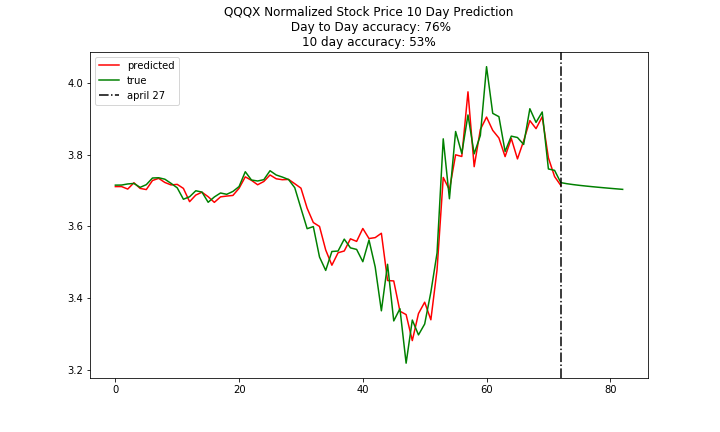 QQQX Normalized Stock Price 10 Day Prediction
Day to Day accuracy: 76%
10 day accuracy: 53%
predicted
true
april 27
4.0
3.8
3.6
3.4
3.2
0 20 40 60 80